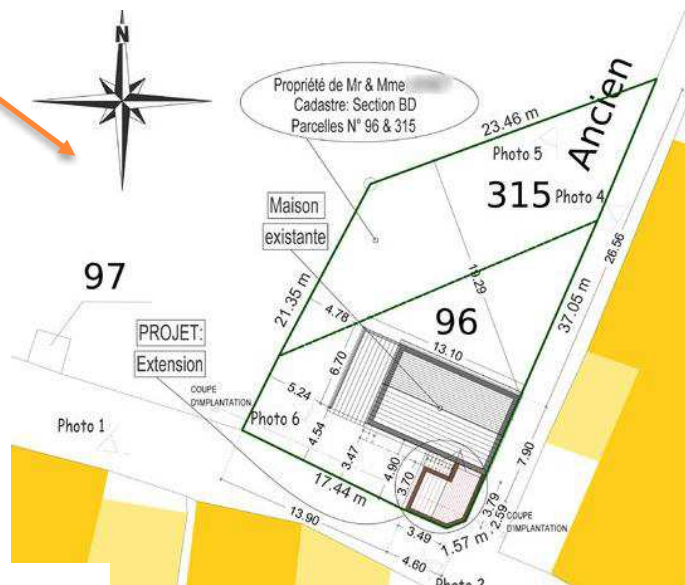 N
Propriété de Mr & Mme
Cadastre: Section BD
Parcelles N° 96 & 315
23.46 m
Ancien
Photo 5
315
Photo 4
Maison
existante
26.56
97
21.35 m
4.78
19.29
37.05 m
96
PROJET:
Extension
13.10
6.70
5.24
COUPE
D'IMPLANTATION
Photo 6
Photo 1
4.54
3.47
4.90
3.70
7.90
17.44 m
3.79
2.59
COUPE
D'IMPLANTATION
13.90
3.49
1.57 m
4.60
Photo 2